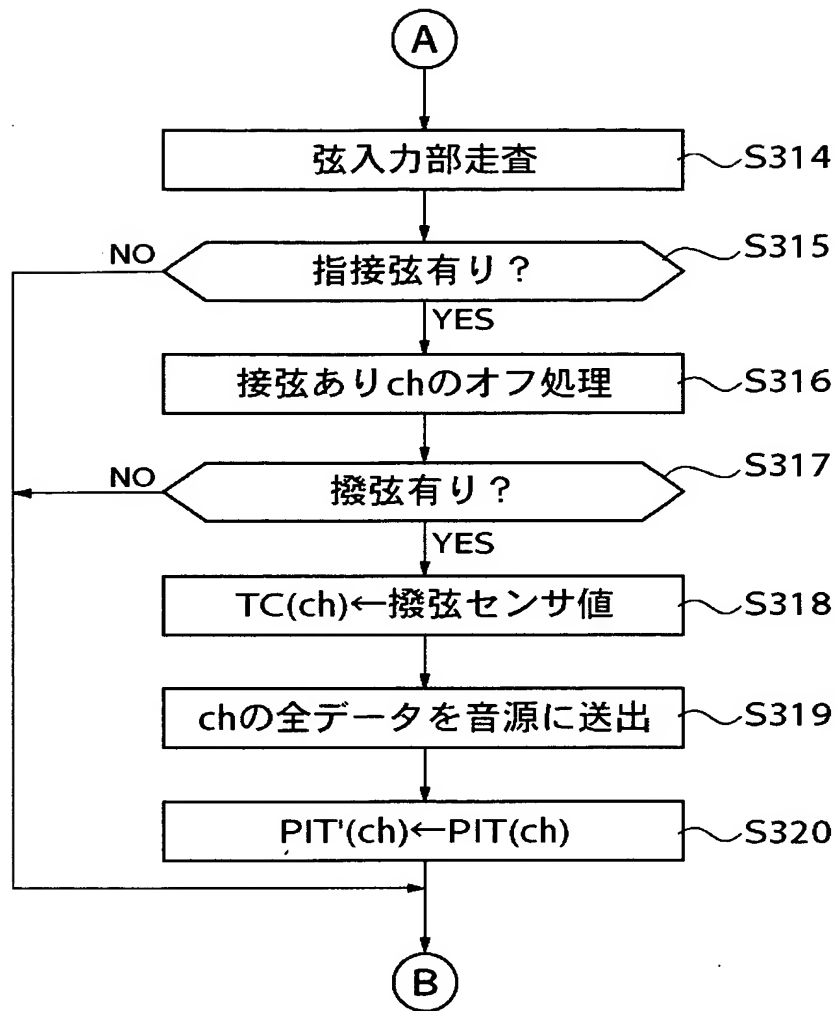 A
弦入力部走査
S314
指接弦有り？
S315
NO
YES
接弦ありchのオフ処理
S316
撥弦有り？
S317
NO
YES
TC(ch)←撥弦センサ値
S318
chの全データを音源に送出
S319
PIT'(ch)←PIT(ch)
S320
B